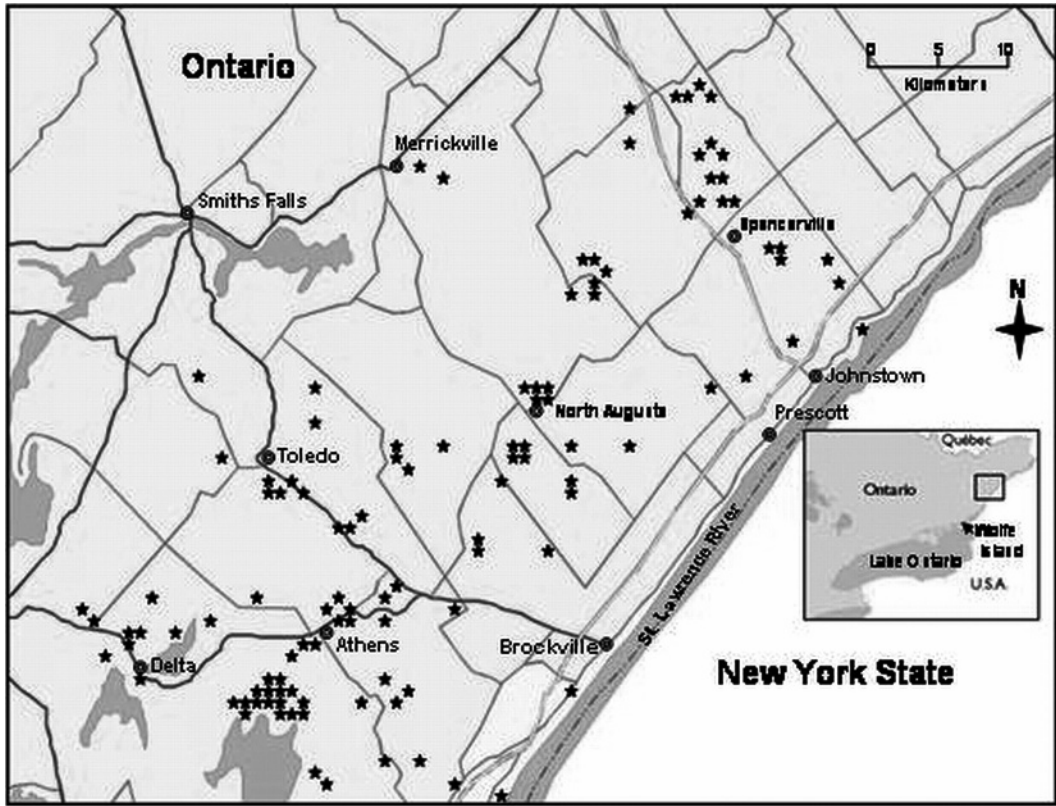 Ontario
0 5 10
Kilometers
Merrickville
Smiths Falls
Spencerville
N
Johnstown
North Augusta
Prescott
Toledo
Québec
Ontario
Wolfe
Island
Lake Ontario
U.S.A.
St. Lawrence River
Athens
Brockville
Delta
New York State